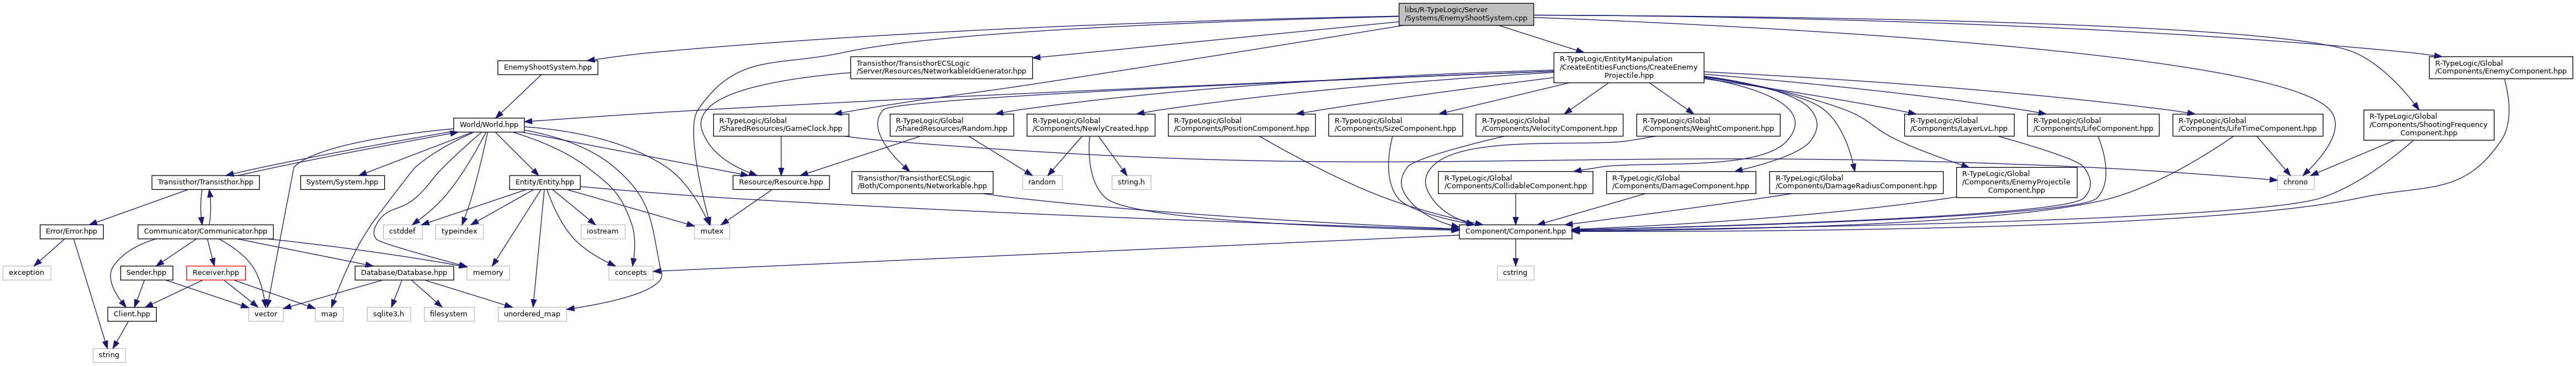 libs/R-TypeLogic/Server
/Systems/EnemyShootSystem.cpp
EnemyShootSystem.hpp
Transisthor/TransisthorECSLogic
/Server/Resources/NetworkableIdGenerator.hpp
R-TypeLogic/EntityManipulation
/CreateEntitiesFunctions/CreateEnemy
Projectile.hpp
R-TypeLogic/Global
/Components/EnemyComponent.hpp
World/World.hpp
R-TypeLogic/Global
/SharedResources/GameClock.hpp
R-TypeLogic/Global
/SharedResources/Random.hpp
R-TypeLogic/Global
/Components/NewlyCreated.hpp
R-TypeLogic/Global
/Components/PositionComponent.hpp
R-TypeLogic/Global
/Components/SizeComponent.hpp
R-TypeLogic/Global
/Components/VelocityComponent.hpp
R-TypeLogic/Global
/Components/WeightComponent.hpp
R-TypeLogic/Global
/Components/LayerLvL.hpp
R-TypeLogic/Global
/Components/LifeComponent.hpp
R-TypeLogic/Global
/Components/LifeTimeComponent.hpp
R-TypeLogic/Global
/Components/ShootingFrequency
Component.hpp
Transisthor/Transisthor.hpp
System/System.hpp
Entity/Entity.hpp
Resource/Resource.hpp
Transisthor/TransisthorECSLogic
/Both/Components/Networkable.hpp
random
string.h
R-TypeLogic/Global
/Components/CollidableComponent.hpp
R-TypeLogic/Global
/Components/DamageComponent.hpp
R-TypeLogic/Global
/Components/DamageRadiusComponent.hpp
R-TypeLogic/Global
/Components/EnemyProjectile
Component.hpp
chrono
Error/Error.hpp
Communicator/Communicator.hpp
cstddef
typeindex
iostream
mutex
Component/Component.hpp
exception
Sender.hpp
Receiver.hpp
Database/Database.hpp
memory
concepts
cstring
Client.hpp
vector
map
sqlite3.h
filesystem
unordered_map
string